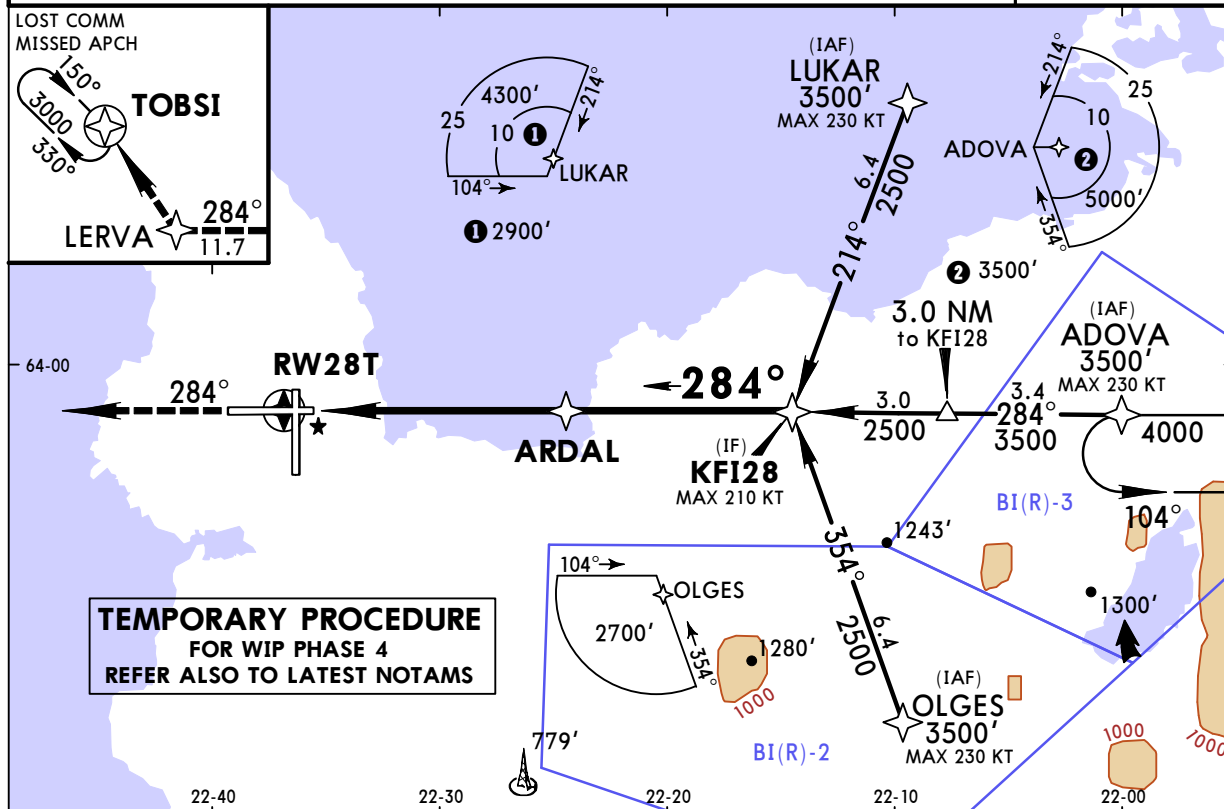 LOST COMM
MISSED APCH
150°
TOBSI
3000
330°
284°
LERVA
11.7
4300'
25
10 1
214°
LUKAR
104°
1 2900'
(IAF)
LUKAR
3500'
MAX 230 KT
6.4
2500
214°
214°
25
10
ADOVA
2
5000'
354°
2 3500'
3.0 NM
to KFI28
(IAF)
ADOVA
3500'
MAX 230 KT
64-00
RW28T
284°
284°
3.0
2500
3.4
284°
3500
4000
ARDAL
(IF)
KFI28
MAX 210 KT
BI(R)-3
104°
1243'
354°
104°
OLGES
2700'
354°
1300'
TEMPORARY PROCEDURE
FOR WIP PHASE 4
REFER ALSO TO LATEST NOTAMS
1280'
1000
6.4
2500
(IAF)
OLGES
3500'
MAX 230 KT
779'
BI(R)-2
1000
1000
22-40
22-30
22-20
22-10
22-00